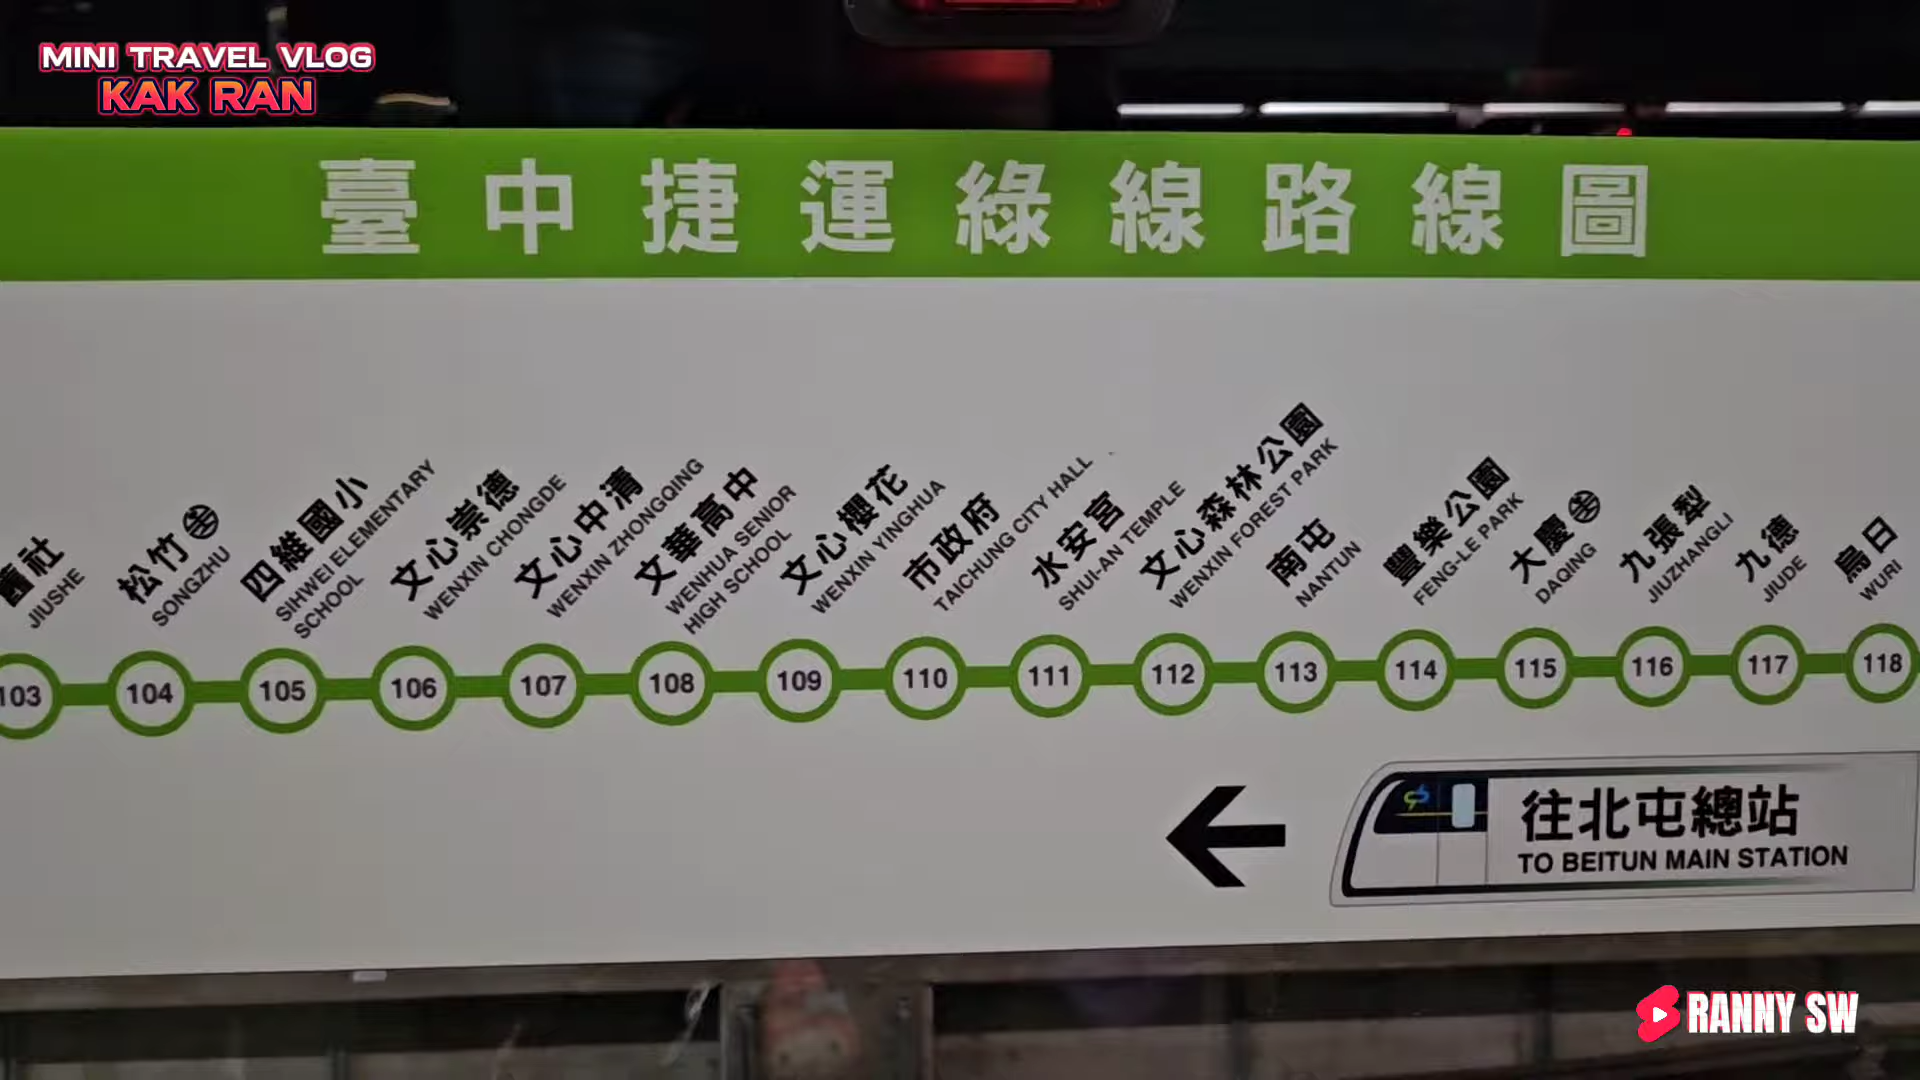 MINI TRAVEL VLOG
KAK RAN
臺中捷運綠線路線圖
舊社
JIUSHE
松竹
SONGZHU
四維國小
SIHWEI ELEMENTARY
SCHOOL
文心崇德
WENXIN CHONGDE
文心中清
WENXIN ZHONGQING
文華高中
WENHUA SENIOR
HIGH SCHOOL
文心櫻花
WENXIN YINGHUA
市政府
TAICHUNG CITY HALL
水安宮
SHUI-AN TEMPLE
文心森林公園
WENXIN FOREST PARK
南屯
NANTUN
豐樂公園
FENG-LE PARK
大慶
DAQING
九張犁
JIUZHANGLI
九德
JIUDE
烏日
WURI
103 104 105 106 107 108 109 110 111 112 113 114 115 116 117 118
往北屯總站
TO BEITUN MAIN STATION
RANNY SW